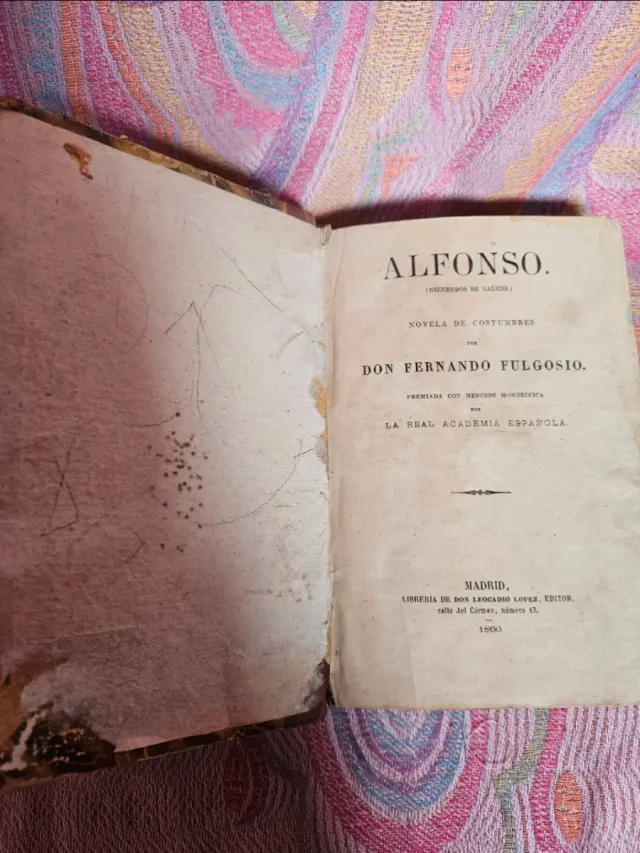 ALFONSO.
(RECUERDOS DE GALICIA)
NOVELA DE COSTUMBRES
POR
DON FERNANDO FULGOSIO.
PREMIADA CON MENCION HONORÍFICA
POR
LA REAL ACADEMIA ESPAÑOLA.
MADRID,
LIBRERÍA DE DON LEOCADIO LOPEZ, EDITOR,
calle del Cármen, número 13.
1866